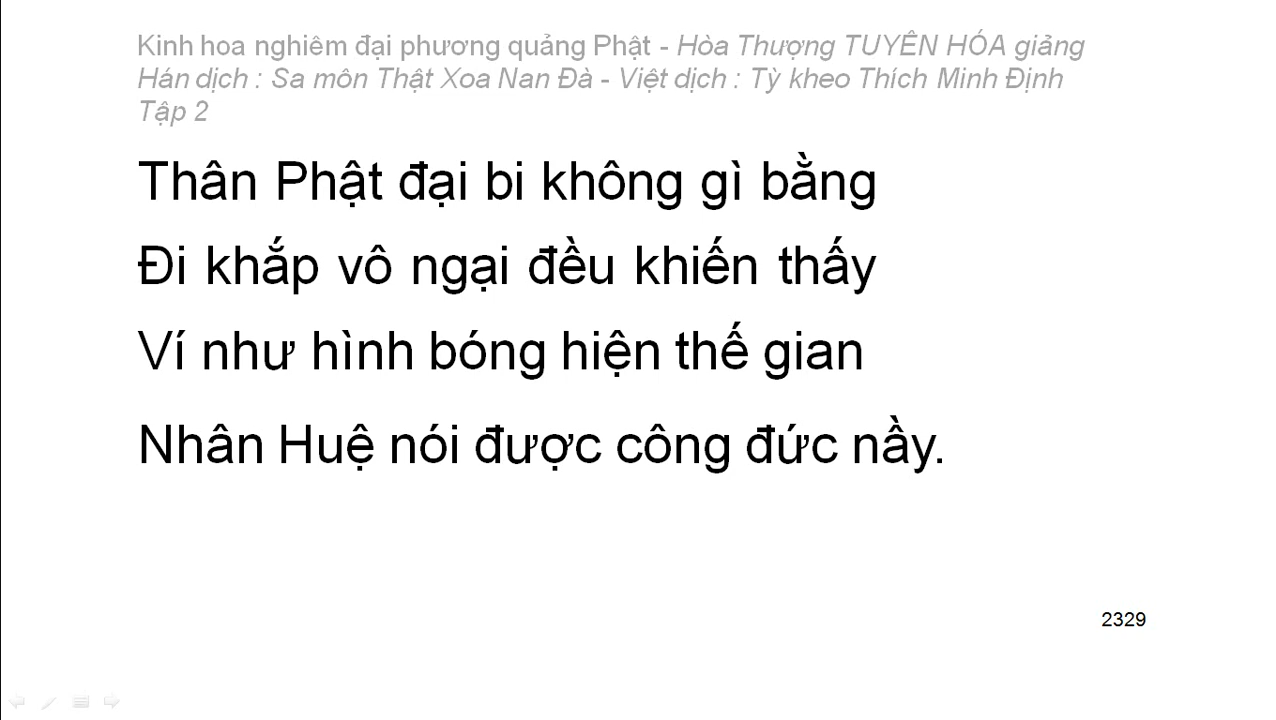 Kinh hoa nghiêm đại phương quảng Phật - Hòa Thượng TUYÊN HÓA giảng
Hán dịch : Sa môn Thật Xoa Nan Đà - Việt dịch : Tỳ kheo Thích Minh Định
Tập 2
Thân Phật đại bi không gì bằng
Đi khắp vô ngại đều khiến thấy
Ví như hình bóng hiện thế gian
Nhân Huệ nói được công đức nầy.
2329